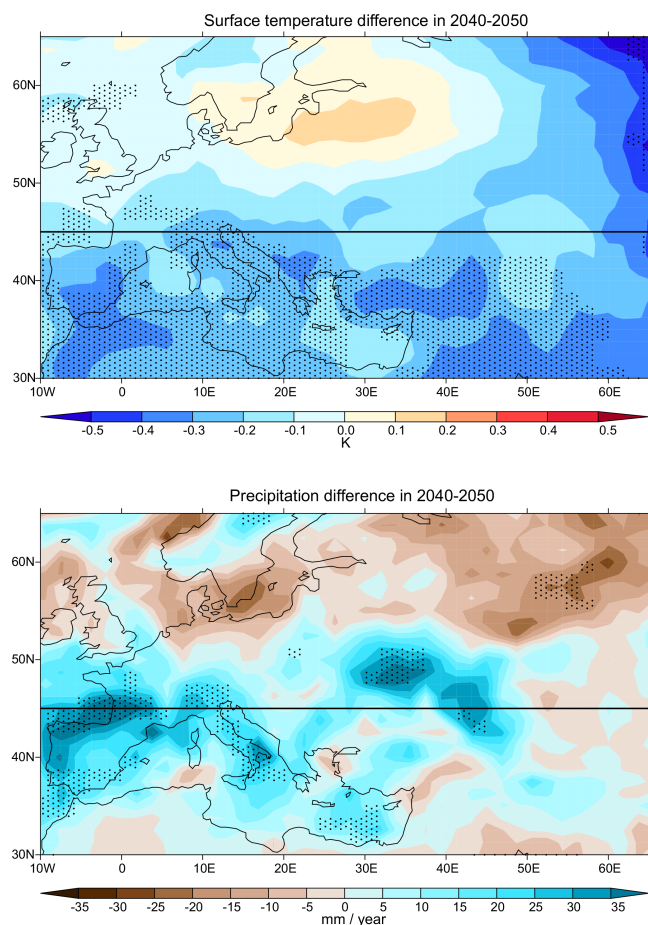 Surface temperature difference in 2040-2050
60N
50N
40N
30N
10W 0 10E 20E 30E 40E 50E 60E
-0.5 -0.4 -0.3 -0.2 -0.1 0.0 0.1 0.2 0.3 0.4 0.5
K
Precipitation difference in 2040-2050
60N
50N
40N
30N
10W 0 10E 20E 30E 40E 50E 60E
-35 -30 -25 -20 -15 -10 -5 0 5 10 15 20 25 30 35
mm / year